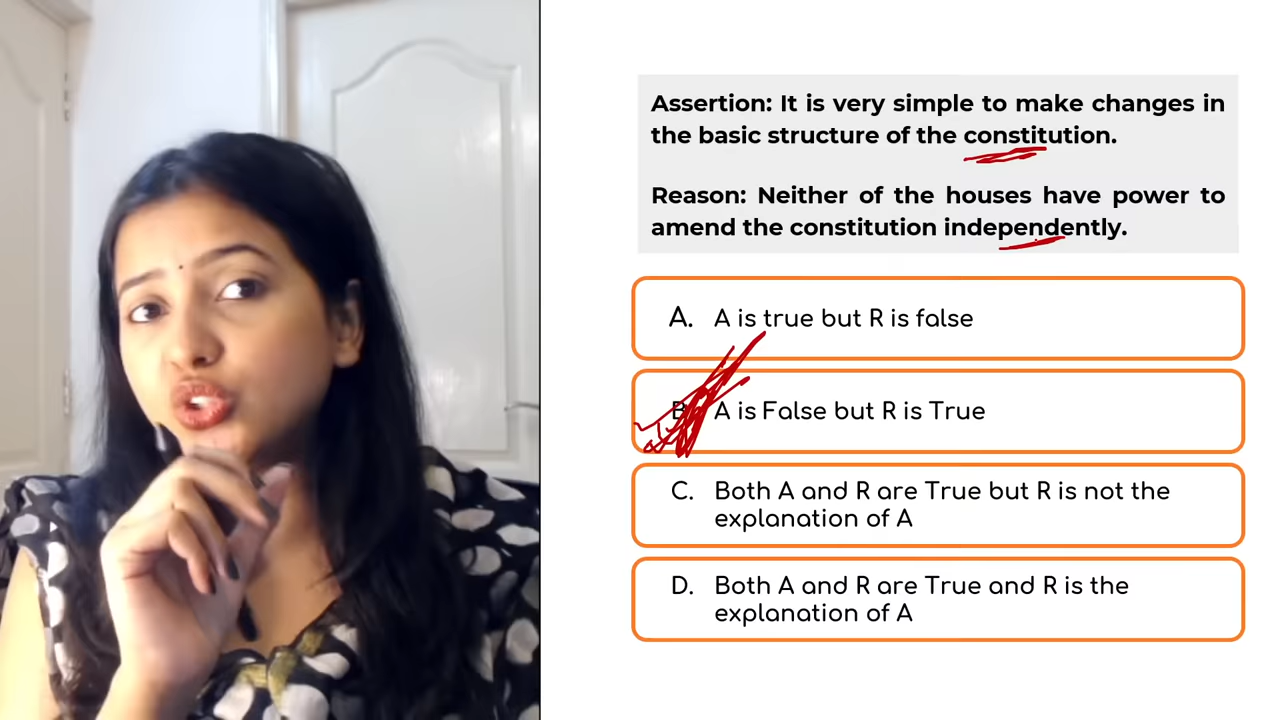 Assertion: It is very simple to make changes in
the basic structure of the constitution.
Reason: Neither of the houses have power to
amend the constitution independently.
A. A is true but R is false
B. A is False but R is True
C. Both A and R are True but R is not the
explanation of A
D. Both A and R are True and R is the
explanation of A